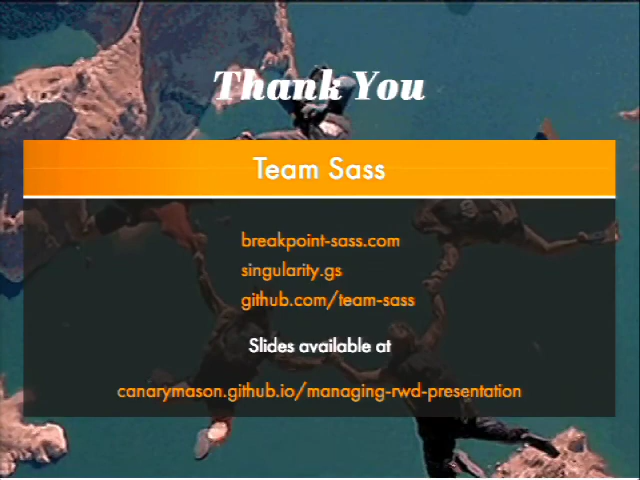 Thank You
Team Sass
breakpoint-sass.com
singularity.gs
github.com/team-sass
Slides available at
canarymason.github.io/managing-rwd-presentation